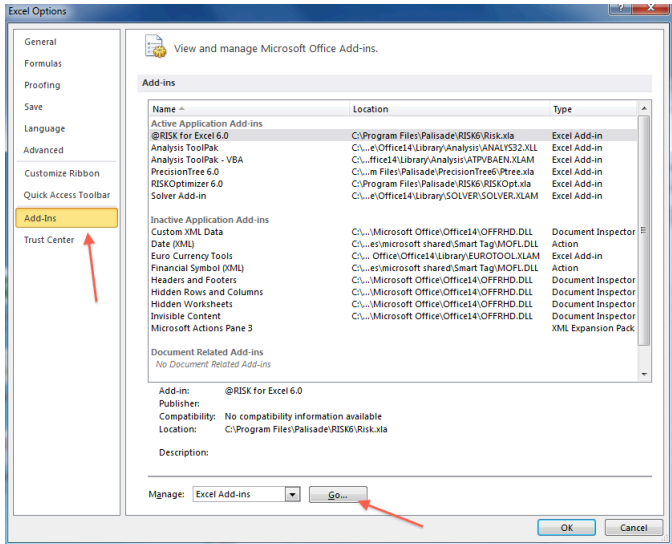 Excel Options
General
Formulas
Proofing
Save
Language
Advanced
Customize Ribbon
Quick Access Toolbar
Add-Ins
Trust Center
View and manage Microsoft Office Add-ins.
Add-ins
Name Location Type
Active Application Add-ins
@RISK for Excel 6.0 C:\Program Files\Palisade\RISK6\Risk.xla Excel Add-in
Analysis ToolPak C:\...e\Office14\Library\Analysis\ANALYS32.XLL Excel Add-in
Analysis ToolPak - VBA C:\...ffice14\Library\Analysis\ATPVBAEN.XLAM Excel Add-in
PrecisionTree 6.0 C:\...m Files\Palisade\PrecisionTree6\Ptree.xla Excel Add-in
RISKOptimizer 6.0 C:\Program Files\Palisade\RISK6\RISKOpt.xla Excel Add-in
Solver Add-in C:\...e\Office14\Library\SOLVER\SOLVER.XLAM Excel Add-in
Inactive Application Add-ins
Custom XML Data C:\...\Microsoft Office\Office14\OFFRHD.DLL Document Inspector
Date (XML) C:\...es\microsoft shared\Smart Tag\MOFL.DLL Action
Euro Currency Tools C:\... Office\Office14\Library\EUROTOOL.XLAM Excel Add-in
Financial Symbol (XML) C:\...es\microsoft shared\Smart Tag\MOFL.DLL Action
Headers and Footers C:\...\Microsoft Office\Office14\OFFRHD.DLL Document Inspector
Hidden Rows and Columns C:\...\Microsoft Office\Office14\OFFRHD.DLL Document Inspector
Hidden Worksheets C:\...\Microsoft Office\Office14\OFFRHD.DLL Document Inspector
Invisible Content C:\...\Microsoft Office\Office14\OFFRHD.DLL Document Inspector
Microsoft Actions Pane 3 XML Expansion Pack
Document Related Add-ins
No Document Related Add-ins
Add-in: @RISK for Excel 6.0
Publisher:
Compatibility: No compatibility information available
Location: C:\Program Files\Palisade\RISK6\Risk.xla
Description:
Manage: Excel Add-ins Go...
OK Cancel